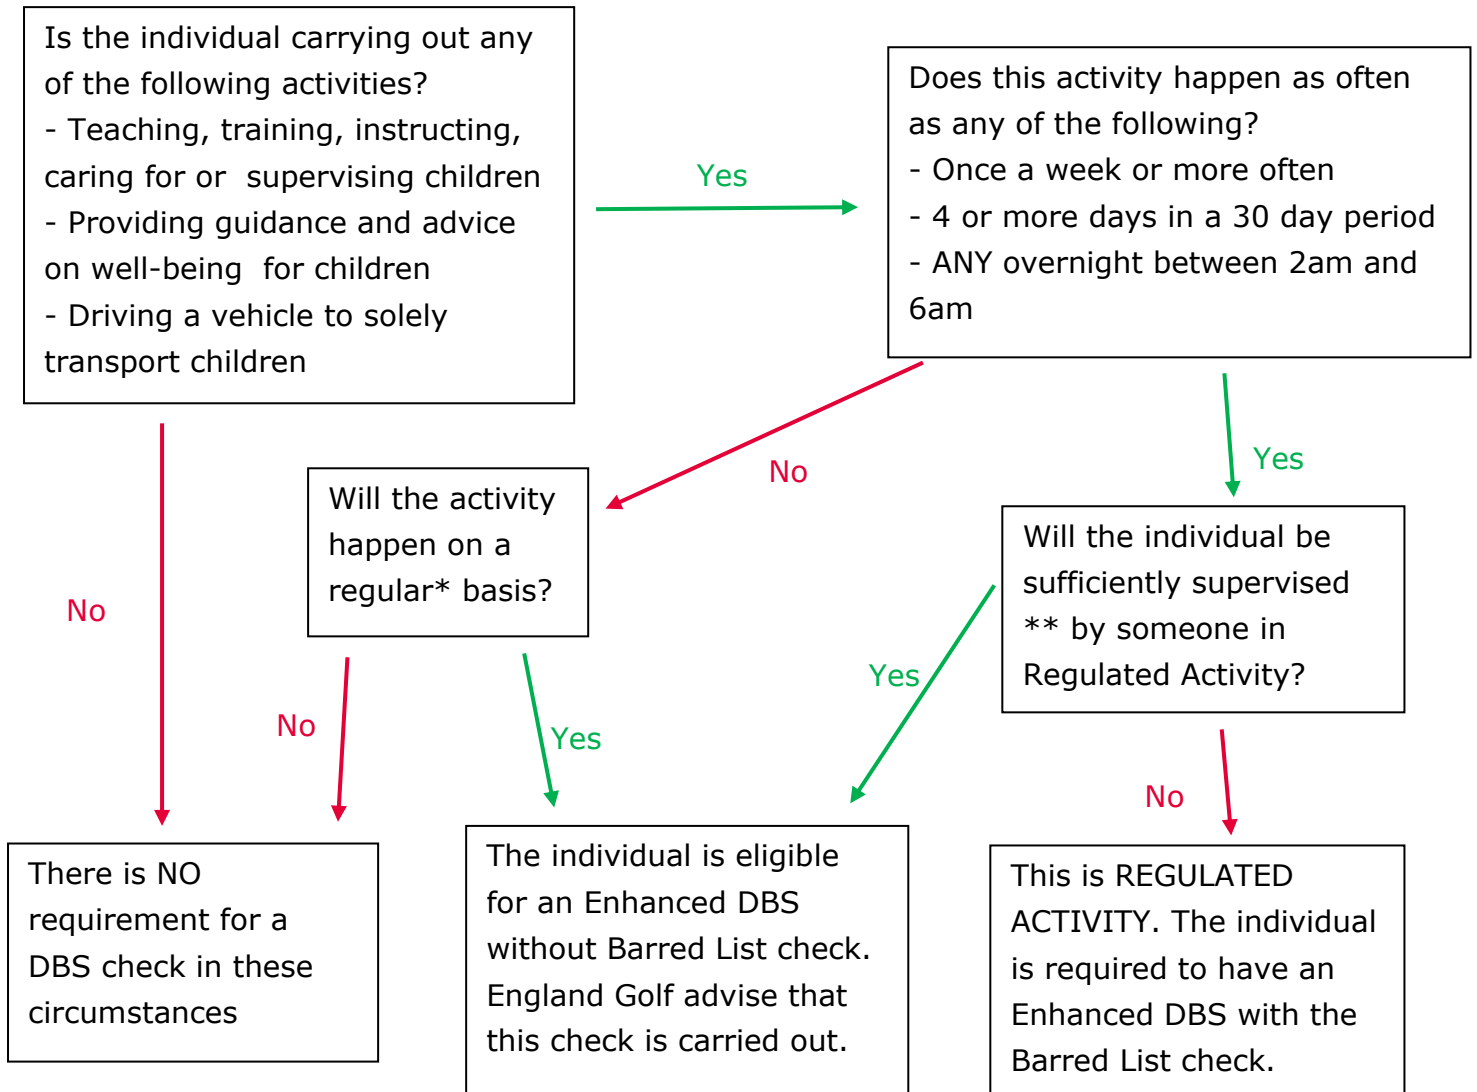 Is the individual carrying out any
of the following activities?
- Teaching, training, instructing,
caring for or  supervising children
- Providing guidance and advice
on well-being  for children
- Driving a vehicle to solely
transport children
Yes
Does this activity happen as often
as any of the following?
- Once a week or more often
- 4 or more days in a 30 day period
- ANY overnight between 2am and
6am
No
No
Yes
Will the activity
happen on a
regular* basis?
Will the individual be
sufficiently supervised
** by someone in
Regulated Activity?
No
Yes
Yes
No
There is NO
requirement for a
DBS check in these
circumstances
The individual is eligible
for an Enhanced DBS
without Barred List check.
England Golf advise that
this check is carried out.
This is REGULATED
ACTIVITY. The individual
is required to have an
Enhanced DBS with the
Barred List check.